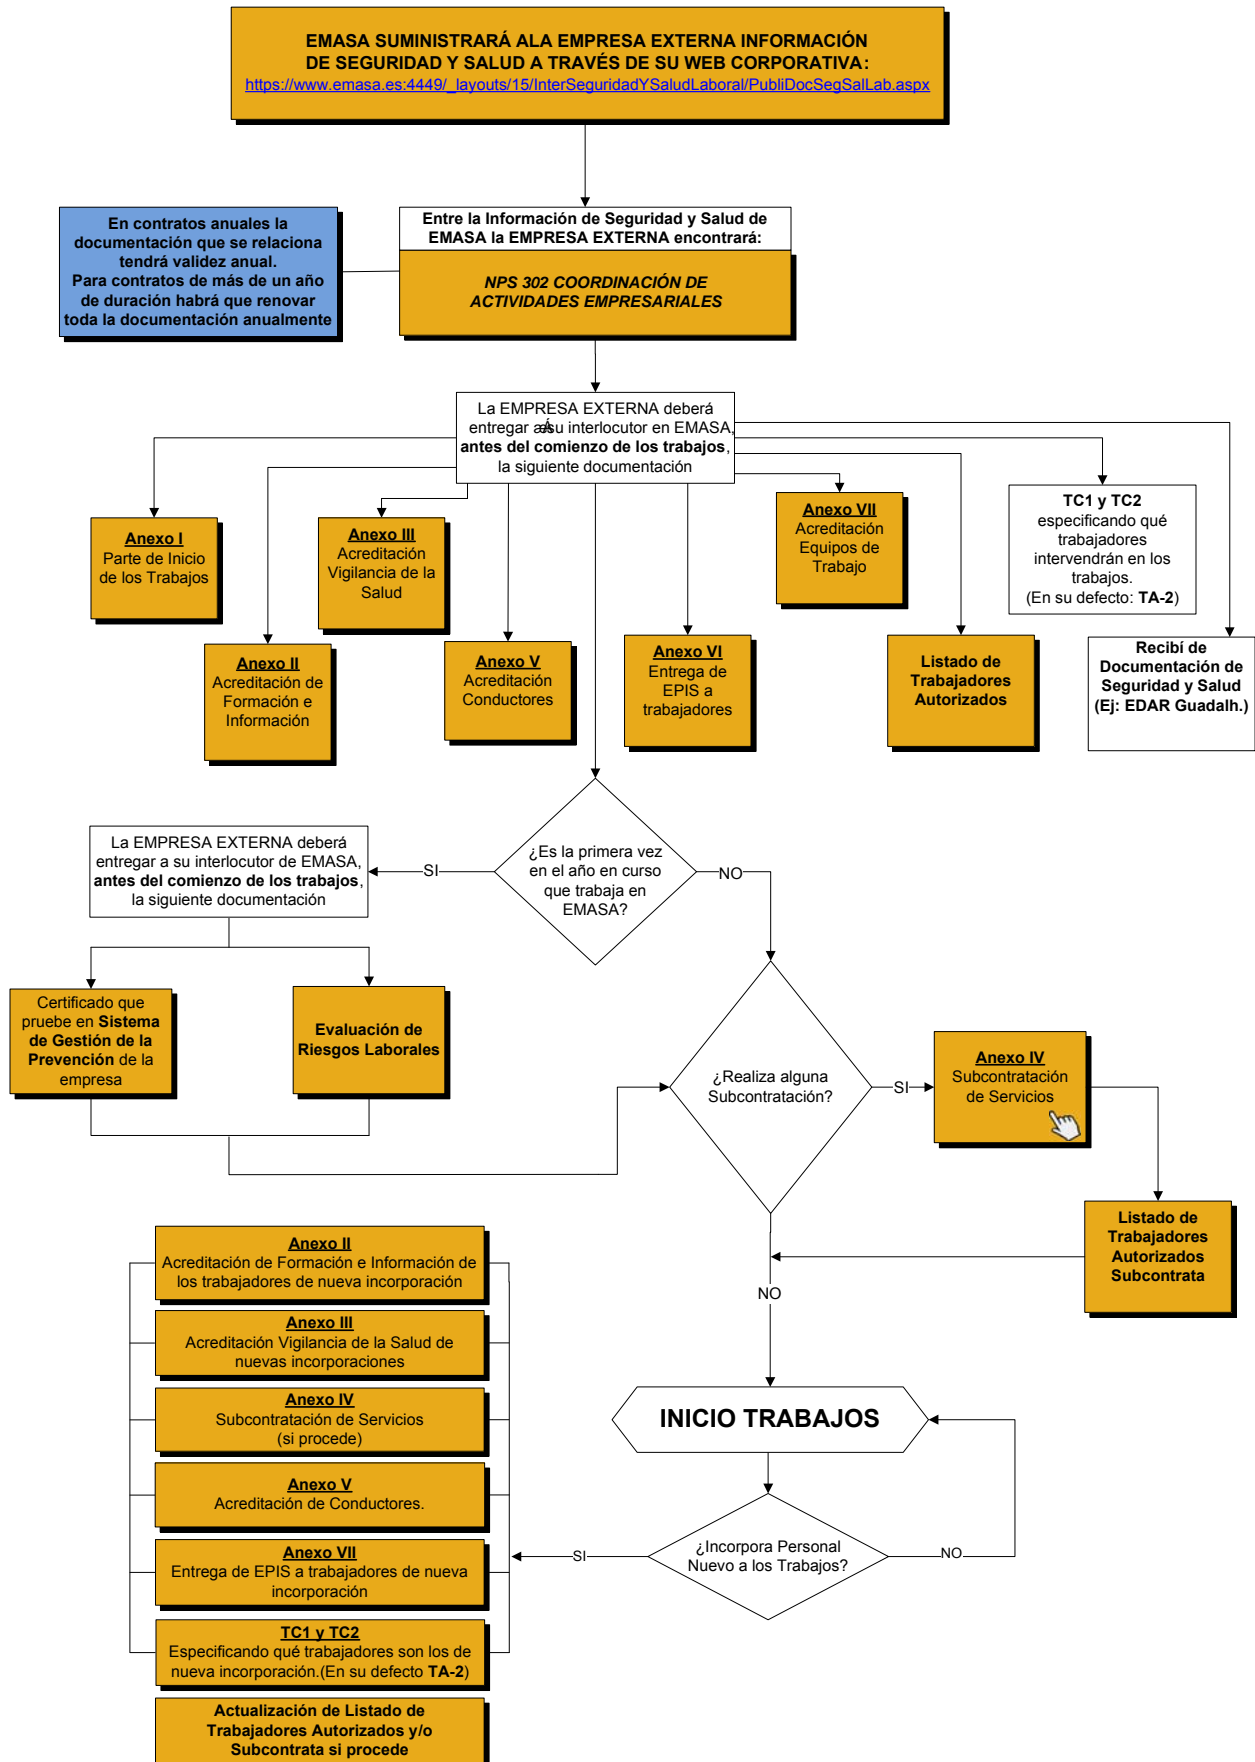 EMASA SUMINISTRARÁ ALA EMPRESA EXTERNA INFORMACIÓN
DE SEGURIDAD Y SALUD A TRAVÉS DE SU WEB CORPORATIVA:
https://www.emasa.es:4449/_layouts/15/InterSeguridadYSaludLaboral/PubliDocSegSalLab.aspx
En contratos anuales la
documentación que se relaciona
tendrá validez anual.
Para contratos de más de un año
de duración habrá que renovar
toda la documentación anualmente
Entre la Información de Seguridad y Salud de
EMASA la EMPRESA EXTERNA encontrará:
NPS 302 COORDINACIÓN DE
ACTIVIDADES EMPRESARIALES
La EMPRESA EXTERNA deberá
entregar a su interlocutor en EMASA,
antes del comienzo de los trabajos,
la siguiente documentación
Anexo I
Parte de Inicio
de los Trabajos
Anexo II
Acreditación de
Formación e
Información
Anexo III
Acreditación
Vigilancia de la
Salud
Anexo V
Acreditación
Conductores
Anexo VI
Entrega de
EPIS a
trabajadores
Anexo VII
Acreditación
Equipos de
Trabajo
Listado de
Trabajadores
Autorizados
TC1 y TC2
especificando qué
trabajadores
intervendrán en los
trabajos.
(En su defecto: TA-2)
Recibí de
Documentación de
Seguridad y Salud
(Ej: EDAR Guadalh.)
¿Es la primera vez
en el año en curso
que trabaja en
EMASA?
SI
NO
La EMPRESA EXTERNA deberá
entregar a su interlocutor de EMASA,
antes del comienzo de los trabajos,
la siguiente documentación
Certificado que
pruebe en Sistema
de Gestión de la
Prevención de la
empresa
Evaluación de
Riesgos Laborales
¿Realiza alguna
Subcontratación?
SI
NO
Anexo IV
Subcontratación
de Servicios
Listado de
Trabajadores
Autorizados
Subcontrata
INICIO TRABAJOS
¿Incorpora Personal
Nuevo a los Trabajos?
SI
NO
Anexo II
Acreditación de Formación e Información de
los trabajadores de nueva incorporación
Anexo III
Acreditación Vigilancia de la Salud de
nuevas incorporaciones
Anexo IV
Subcontratación de Servicios
(si procede)
Anexo V
Acreditación de Conductores.
Anexo VII
Entrega de EPIS a trabajadores de nueva
incorporación
TC1 y TC2
Especificando qué trabajadores son los de
nueva incorporación.(En su defecto TA-2)
Actualización de Listado de
Trabajadores Autorizados y/o
Subcontrata si procede